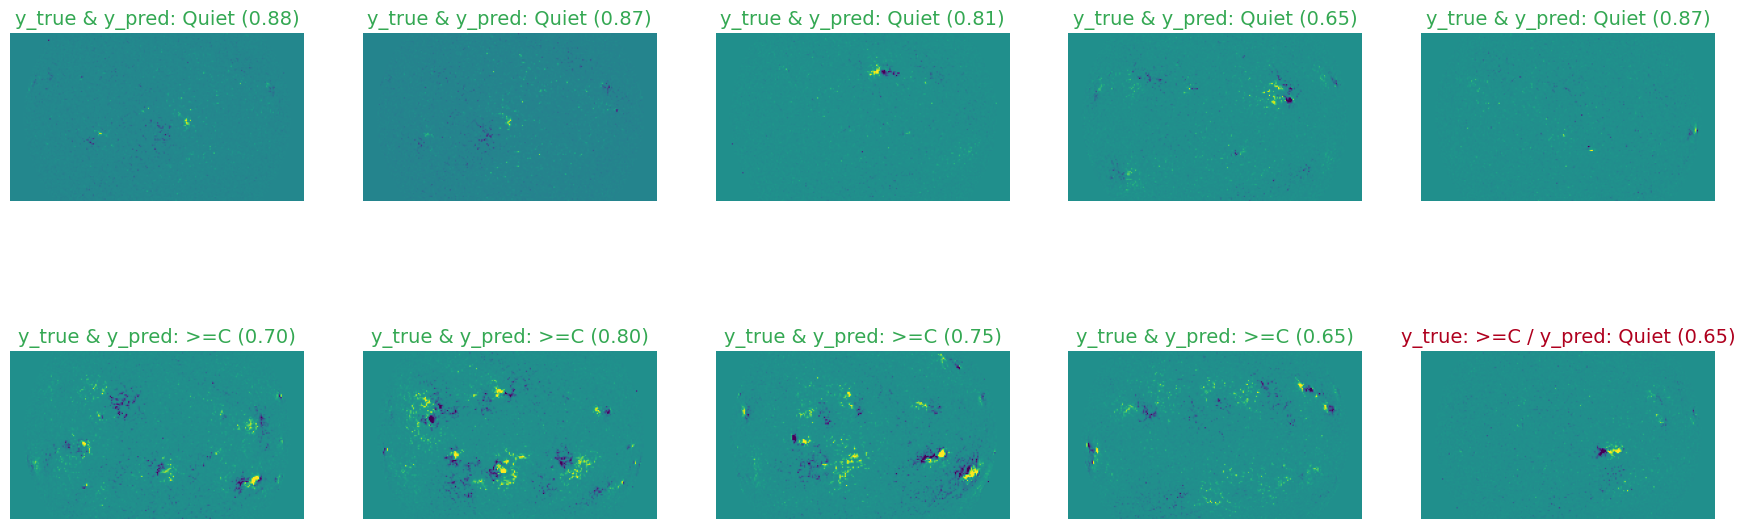 y_true & y_pred: Quiet (0.88)
y_true & y_pred: Quiet (0.87)
y_true & y_pred: Quiet (0.81)
y_true & y_pred: Quiet (0.65)
y_true & y_pred: Quiet (0.87)
y_true & y_pred: >=C (0.70)
y_true & y_pred: >=C (0.80)
y_true & y_pred: >=C (0.75)
y_true & y_pred: >=C (0.65)
y_true: >=C / y_pred: Quiet (0.65)